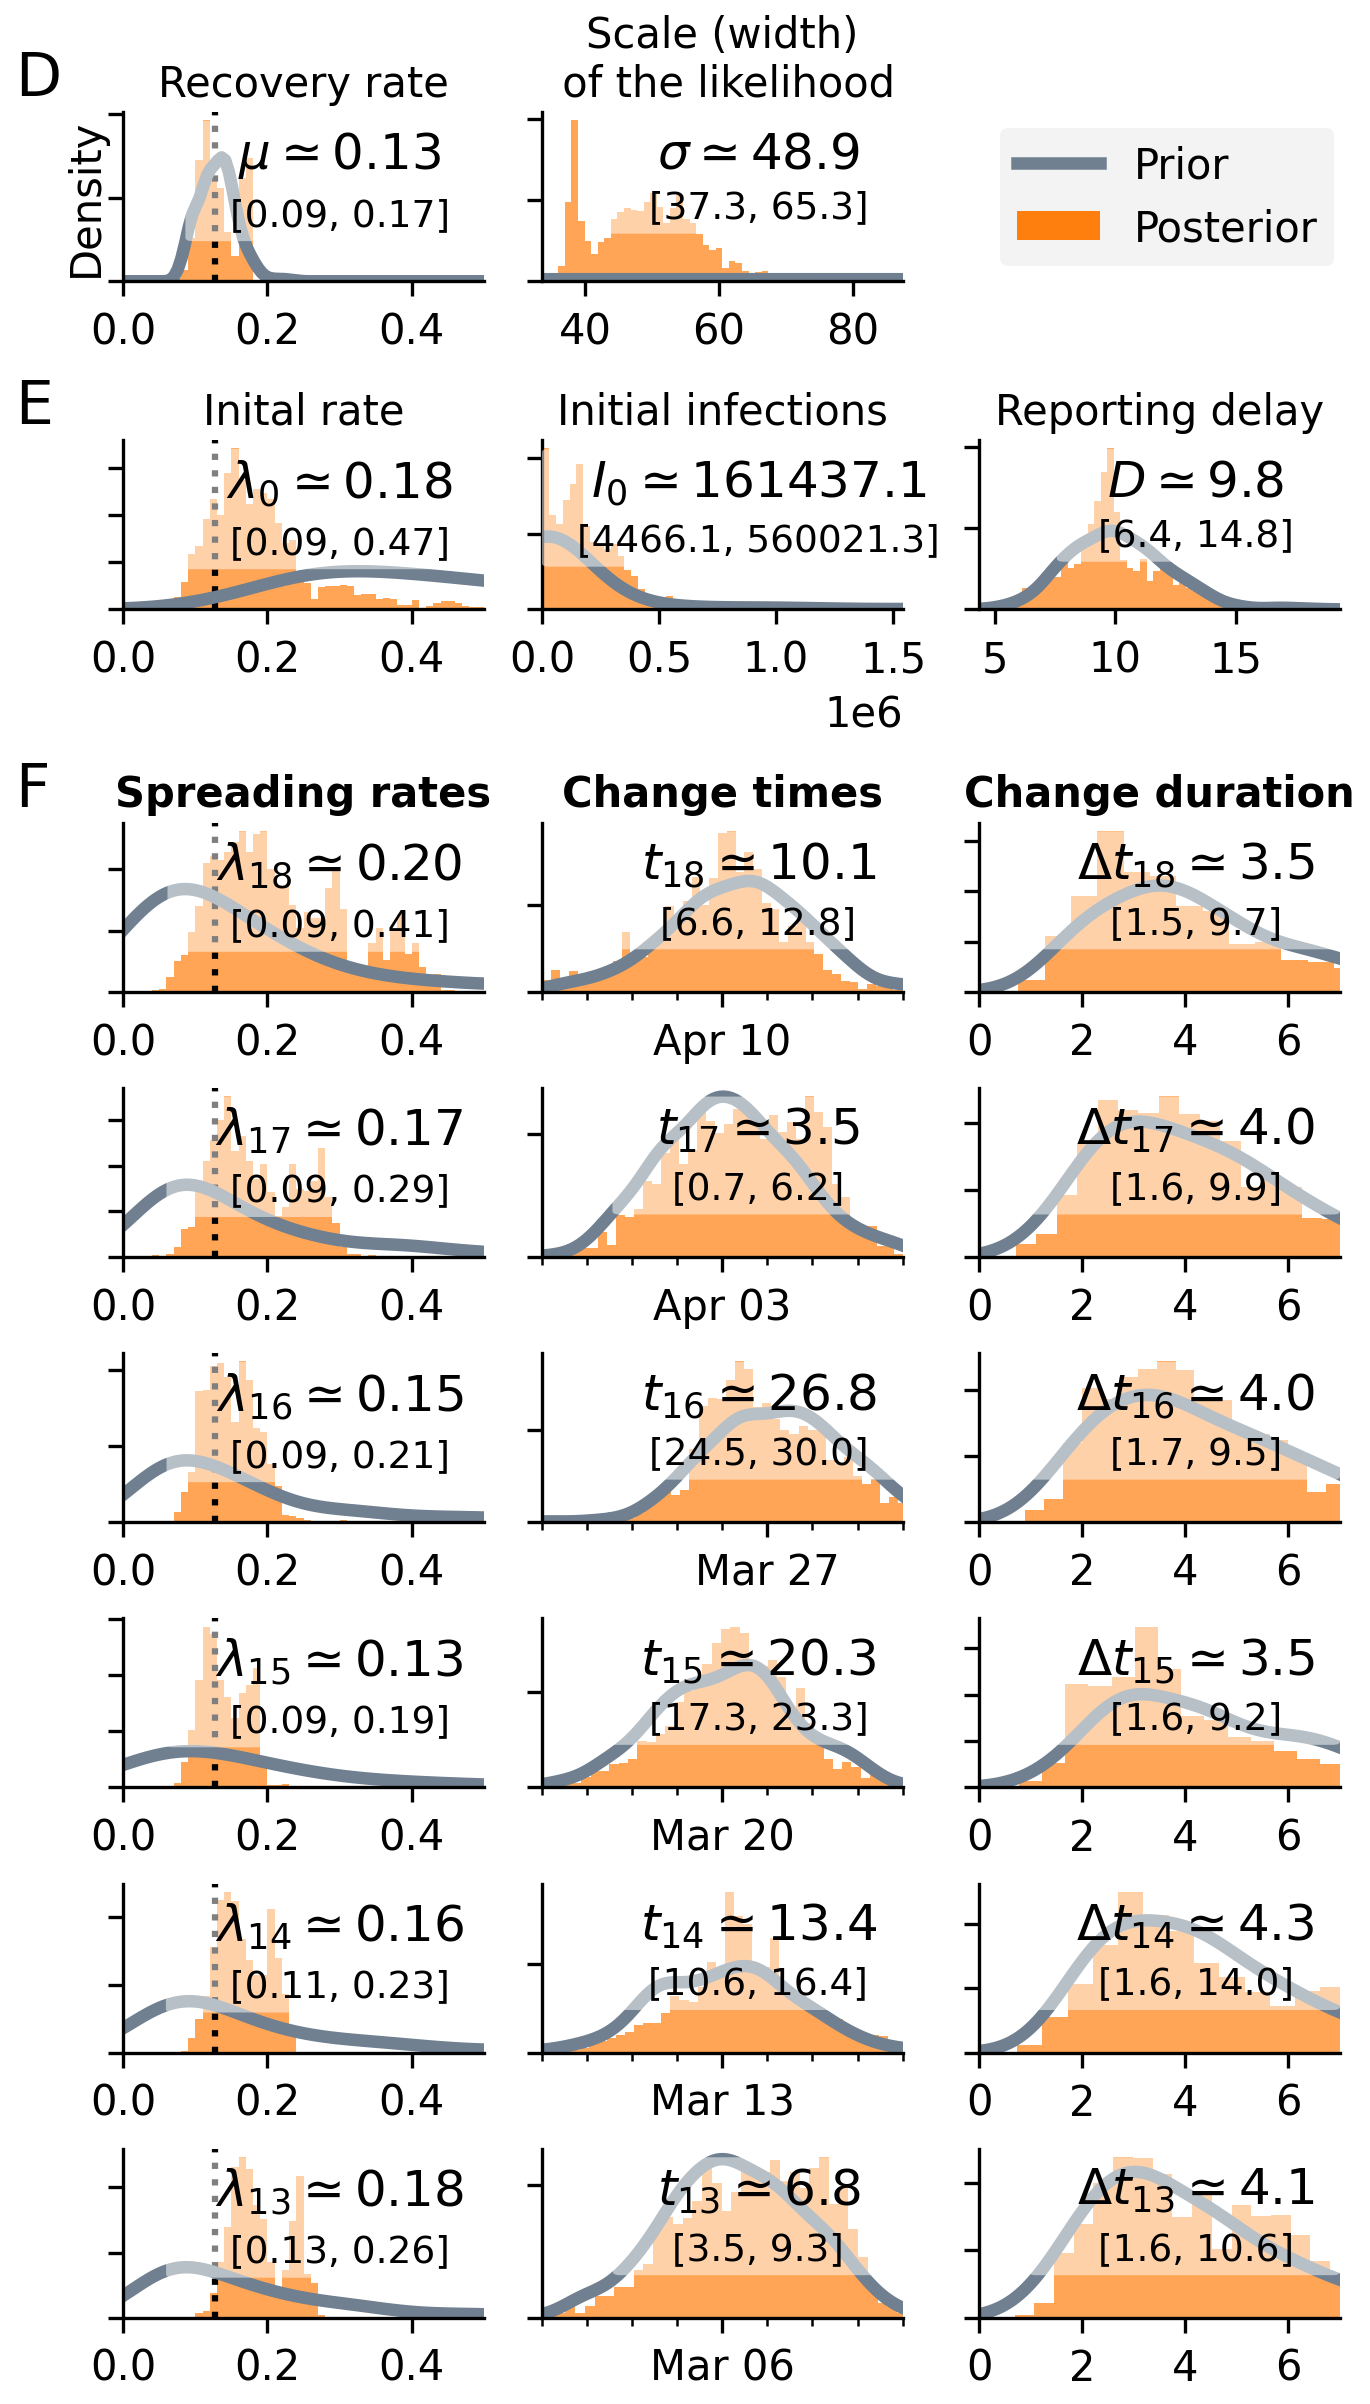 D
Recovery rate
Scale (width)
of the likelihood
Density
μ ≃ 0.13
[0.09, 0.17]
σ ≃ 48.9
[37.3, 65.3]
Prior
Posterior
0.0 0.2 0.4
40 60 80
E
Inital rate
Initial infections
Reporting delay
λ0 ≃ 0.18
[0.09, 0.47]
I0 ≃ 161437.1
[4466.1, 560021.3]
D ≃ 9.8
[6.4, 14.8]
0.0 0.2 0.4
0.0 0.5 1.0 1.5
1e6
5 10 15
F
Spreading rates
Change times
Change duration
λ18 ≃ 0.20
[0.09, 0.41]
t18 ≃ 10.1
[6.6, 12.8]
Δt18 ≃ 3.5
[1.5, 9.7]
0.0 0.2 0.4
Apr 10
0 2 4 6
λ17 ≃ 0.17
[0.09, 0.29]
t17 ≃ 3.5
[0.7, 6.2]
Δt17 ≃ 4.0
[1.6, 9.9]
0.0 0.2 0.4
Apr 03
0 2 4 6
λ16 ≃ 0.15
[0.09, 0.21]
t16 ≃ 26.8
[24.5, 30.0]
Δt16 ≃ 4.0
[1.7, 9.5]
0.0 0.2 0.4
Mar 27
0 2 4 6
λ15 ≃ 0.13
[0.09, 0.19]
t15 ≃ 20.3
[17.3, 23.3]
Δt15 ≃ 3.5
[1.6, 9.2]
0.0 0.2 0.4
Mar 20
0 2 4 6
λ14 ≃ 0.16
[0.11, 0.23]
t14 ≃ 13.4
[10.6, 16.4]
Δt14 ≃ 4.3
[1.6, 14.0]
0.0 0.2 0.4
Mar 13
0 2 4 6
λ13 ≃ 0.18
[0.13, 0.26]
t13 ≃ 6.8
[3.5, 9.3]
Δt13 ≃ 4.1
[1.6, 10.6]
0.0 0.2 0.4
Mar 06
0 2 4 6